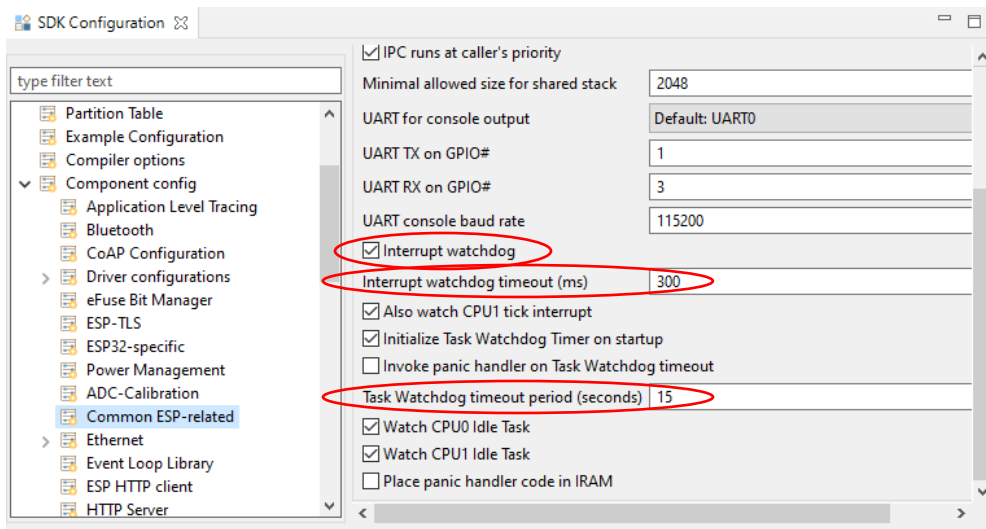 SDK Configuration
type filter text
Partition Table
Example Configuration
Compiler options
Component config
Application Level Tracing
Bluetooth
CoAP Configuration
Driver configurations
eFuse Bit Manager
ESP-TLS
ESP32-specific
Power Management
ADC-Calibration
Common ESP-related
Ethernet
Event Loop Library
ESP HTTP client
HTTP Server
IPC runs at caller's priority
Minimal allowed size for shared stack 2048
UART for console output Default: UART0
UART TX on GPIO# 1
UART RX on GPIO# 3
UART console baud rate 115200
Interrupt watchdog
Interrupt watchdog timeout (ms) 300
Also watch CPU1 tick interrupt
Initialize Task Watchdog Timer on startup
Invoke panic handler on Task Watchdog timeout
Task Watchdog timeout period (seconds) 15
Watch CPU0 Idle Task
Watch CPU1 Idle Task
Place panic handler code in IRAM